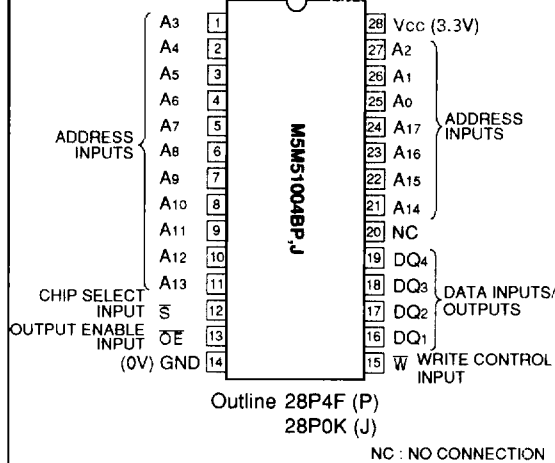 A3 1 28 Vcc (3.3V)
A4 2 27 A2
A5 3 26 A1
A6 4 25 A0
A7 5 24 A17
ADDRESS INPUTS
A8 6 23 A16
ADDRESS INPUTS
A9 7 22 A15
A10 8 21 A14
A11 9 20 NC
A12 10 19 DQ4
A13 11 18 DQ3
CHIP SELECT INPUT S̅ 12 17 DQ2
DATA INPUTS/ OUTPUTS
OUTPUT ENABLE INPUT O̅E̅ 13 16 DQ1
(0V) GND 14 15 W̅ WRITE CONTROL INPUT
M5M51004BP,J
Outline 28P4F (P)
28P0K (J)
NC : NO CONNECTION